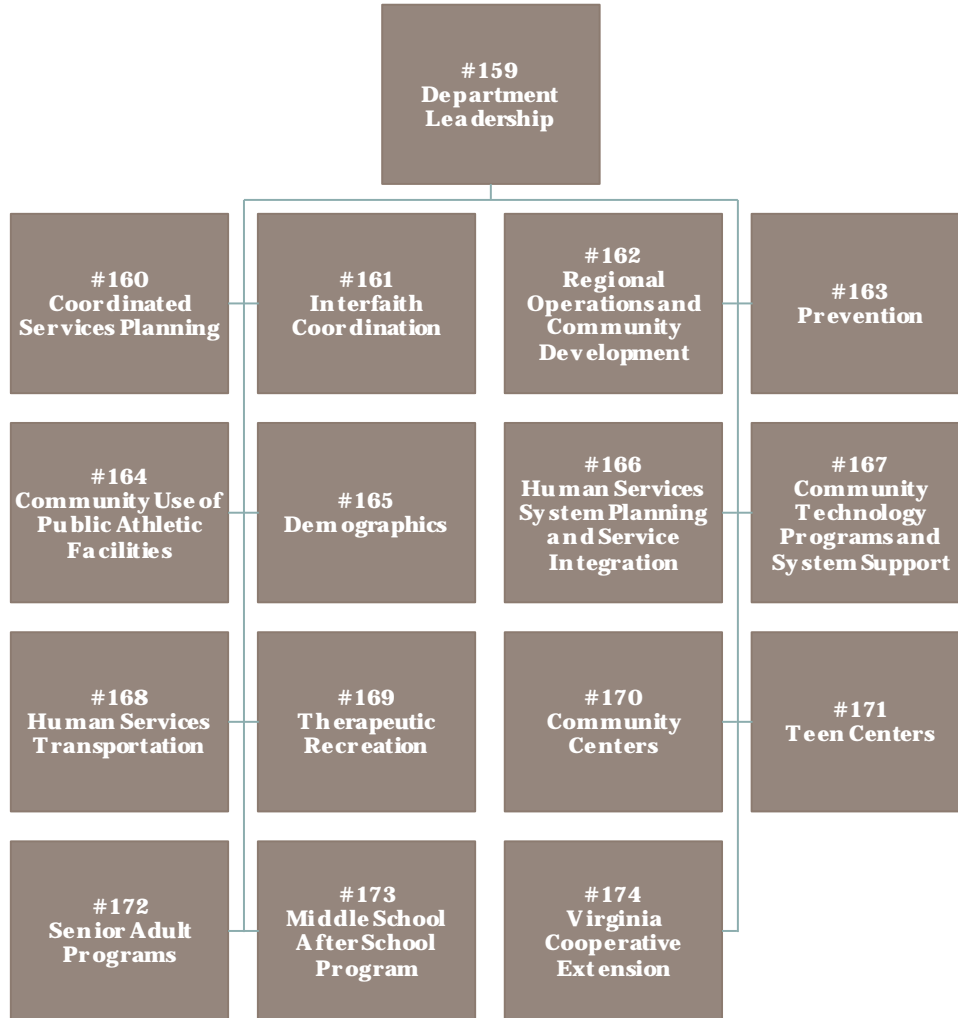 #159
Department
Leadership
#160
Coordinated
Services Planning
#161
Interfaith
Coordination
#162
Regional
Operations and
Community
Development
#163
Prevention
#164
Community Use of
Public Athletic
Facilities
#165
Demographics
#166
Human Services
System Planning
and Service
Integration
#167
Community
Technology
Programs and
System Support
#168
Human Services
Transportation
#169
Therapeutic
Recreation
#170
Community
Centers
#171
Teen Centers
#172
Senior Adult
Programs
#173
Middle School
After School
Program
#174
Virginia
Cooperative
Extension